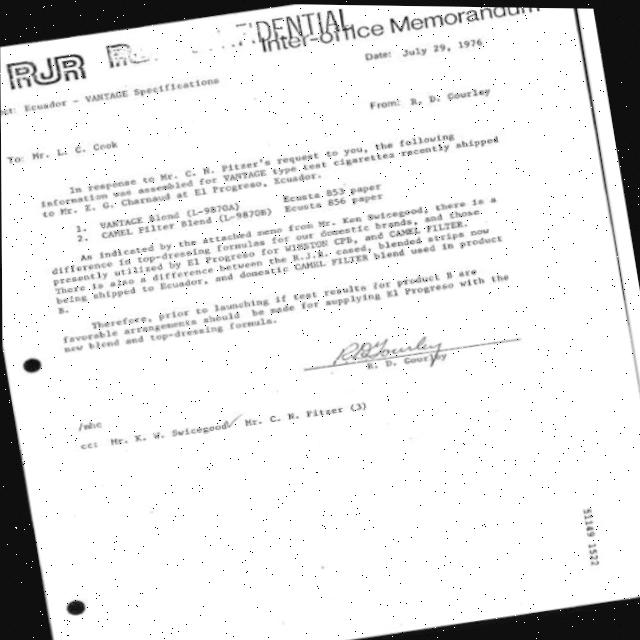 RJR
CONFIDENTIAL
Inter-office Memorandum
Date: July 29, 1976
Ecuador - VANTAGE Specifications
From: R. D. Gourley
To: Mr. L. C. Cook
In response to Mr. C. N. Pitzer's request to you, the following
information was assembled for VANTAGE type test cigarettes recently shipped
to Mr. E. G. Charnaud at El Progreso, Ecuador.
1. VANTAGE Blend (L-9870A) Ecusta 853 paper
2. CAMEL Filter Blend (L-9870B) Ecusta 856 paper
As indicated by the attached memo from Mr. Ken Swicegood; there is a
difference in top-dressing formulas for our domestic brands, and those
presently utilized by El Progreso for WINSTON CPB, and CAMEL FILTER.
There is also a difference between the R.J.R. cased, blended strips now
being shipped to Ecuador, and domestic CAMEL FILTER blend used in product
B.
Therefore, prior to launching if test results for product B are
favorable arrangements should be made for supplying El Progreso with the
new blend and top-dressing formula.
R D Gourley
R. D. Gourley
/mhc
cc: Mr. K. W. Swicegood Mr. C. N. Pitzer (3)
51149 1522